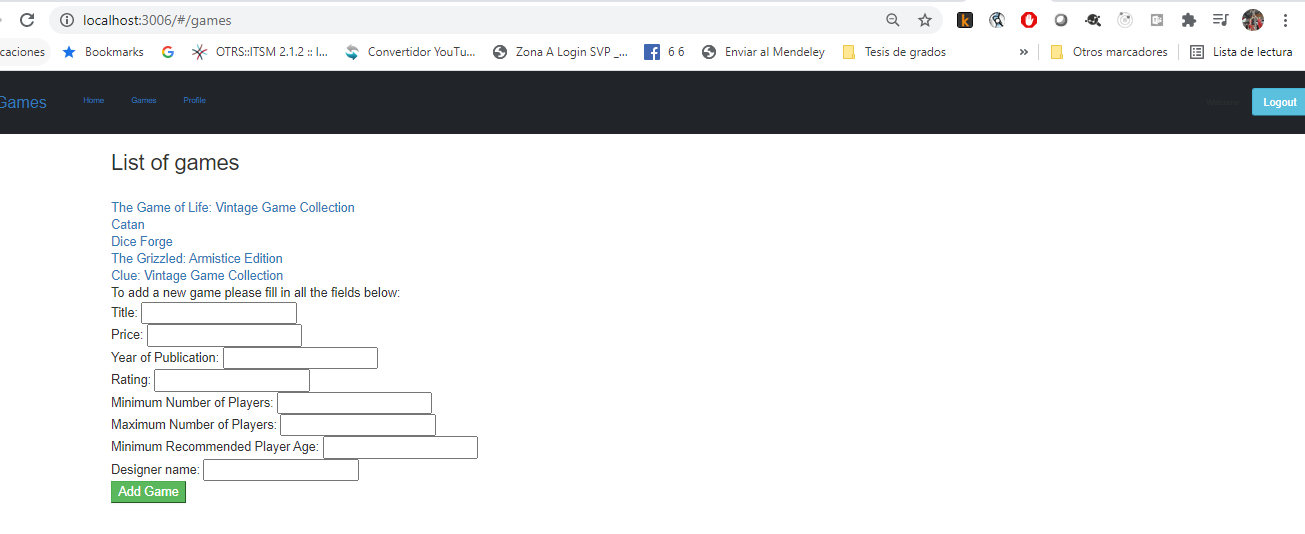 localhost:3006/#/games
caciones Bookmarks OTRS::ITSM 2.1.2 :: I... Convertidor YouTu... Zona A Login SVP _... 6 6 Enviar al Mendeley Tesis de grados » Otros marcadores Lista de lectura
Games Home Games Profile Logout
List of games
The Game of Life: Vintage Game Collection
Catan
Dice Forge
The Grizzled: Armistice Edition
Clue: Vintage Game Collection
To add a new game please fill in all the fields below:
Title:
Price:
Year of Publication:
Rating:
Minimum Number of Players:
Maximum Number of Players:
Minimum Recommended Player Age:
Designer name:
Add Game